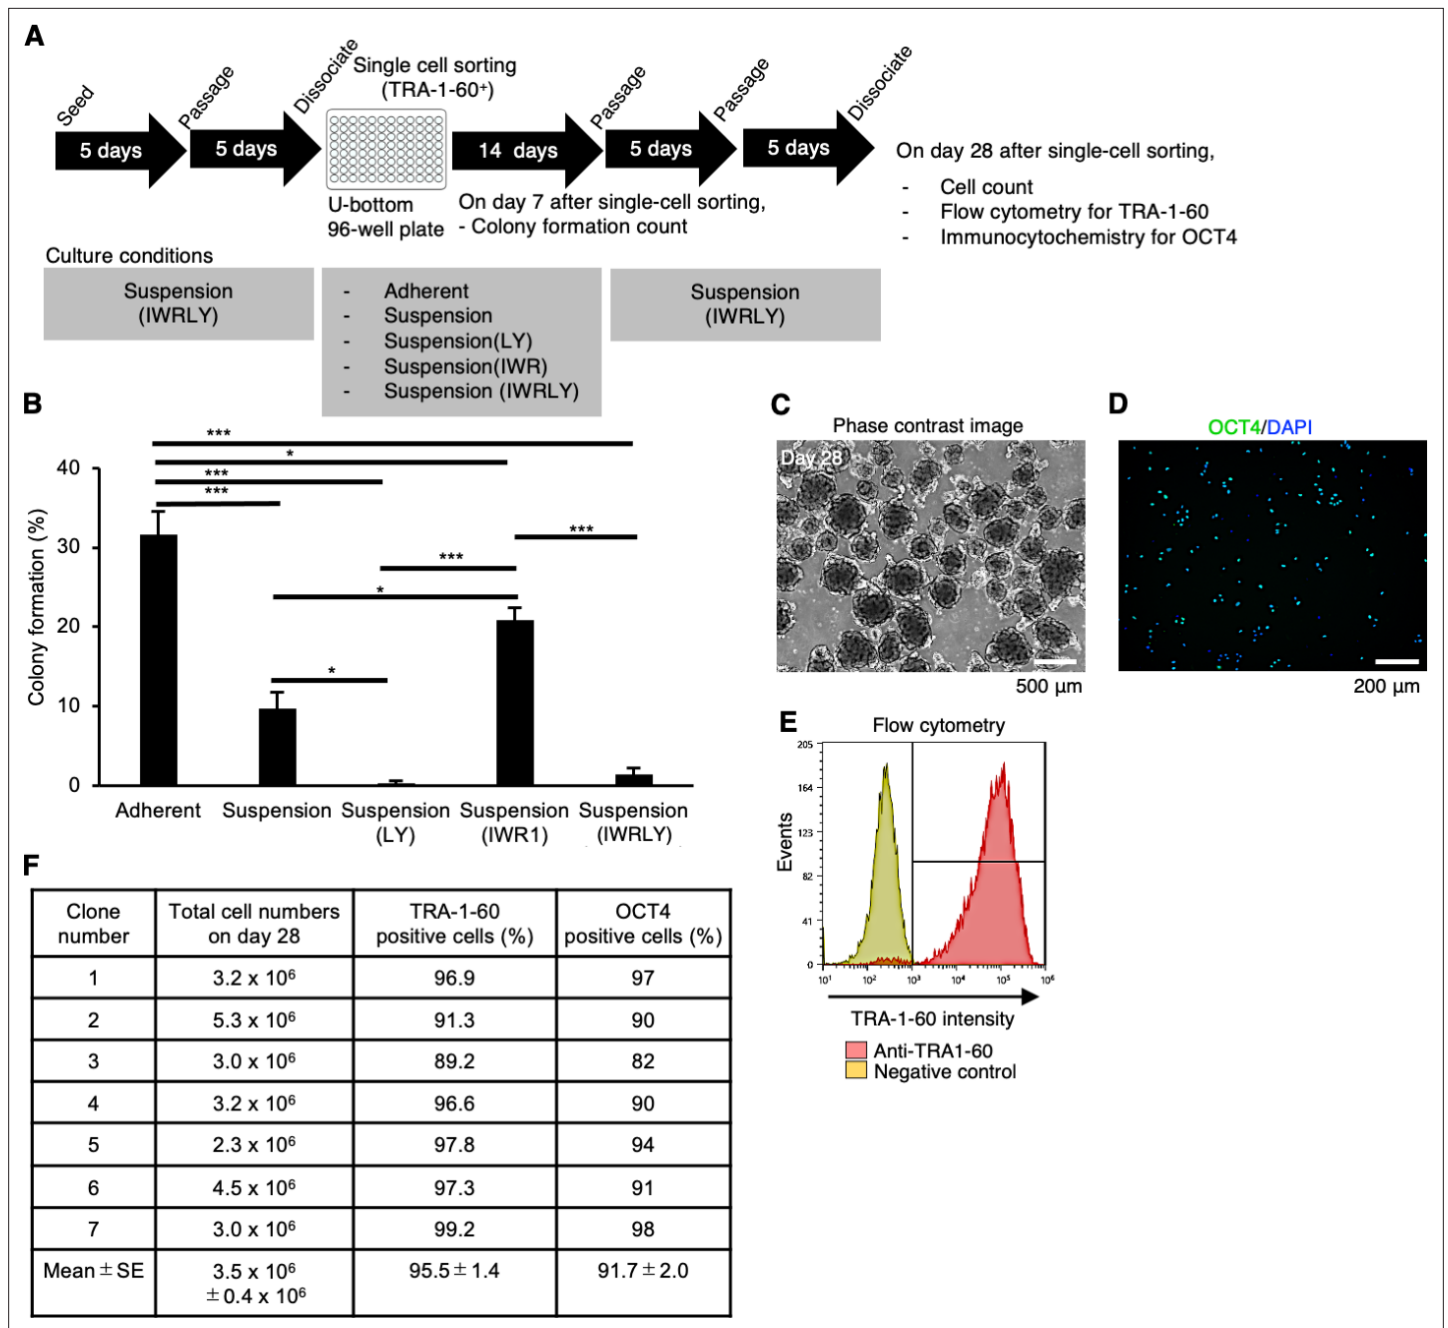 A
Seed
Passage
Dissociate
Single cell sorting
(TRA-1-60+)
Passage
Passage
Dissociate
5 days
5 days
14 days
5 days
5 days
U-bottom
96-well plate
On day 7 after single-cell sorting,
- Colony formation count
On day 28 after single-cell sorting,
- Cell count
- Flow cytometry for TRA-1-60
- Immunocytochemistry for OCT4
Culture conditions
Suspension
(IWRLY)
- Adherent
- Suspension
- Suspension(LY)
- Suspension(IWR)
- Suspension (IWRLY)
Suspension
(IWRLY)
B
***
*
***
***
***
***
*
*
Colony formation (%)
40
30
20
10
0
Adherent
Suspension
Suspension
(LY)
Suspension
(IWR1)
Suspension
(IWRLY)
C
Phase contrast image
Day 28
500 µm
D
OCT4/DAPI
200 µm
E
Flow cytometry
Events
205
164
123
82
41
0
10¹ 10² 10³ 10⁴ 10⁵ 10⁶
TRA-1-60 intensity
Anti-TRA1-60
Negative control
F
Clone number | Total cell numbers on day 28 | TRA-1-60 positive cells (%) | OCT4 positive cells (%)
1 | 3.2 x 10⁶ | 96.9 | 97
2 | 5.3 x 10⁶ | 91.3 | 90
3 | 3.0 x 10⁶ | 89.2 | 82
4 | 3.2 x 10⁶ | 96.6 | 90
5 | 2.3 x 10⁶ | 97.8 | 94
6 | 4.5 x 10⁶ | 97.3 | 91
7 | 3.0 x 10⁶ | 99.2 | 98
Mean ± SE | 3.5 x 10⁶ ± 0.4 x 10⁶ | 95.5 ± 1.4 | 91.7 ± 2.0